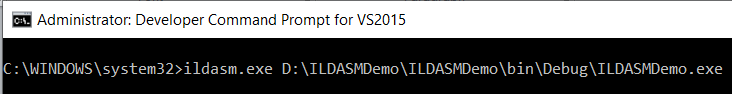 Administrator: Developer Command Prompt for VS2015
C:\WINDOWS\system32>ildasm.exe D:\ILDASMDemo\ILDASMDemo\bin\Debug\ILDASMDemo.exe